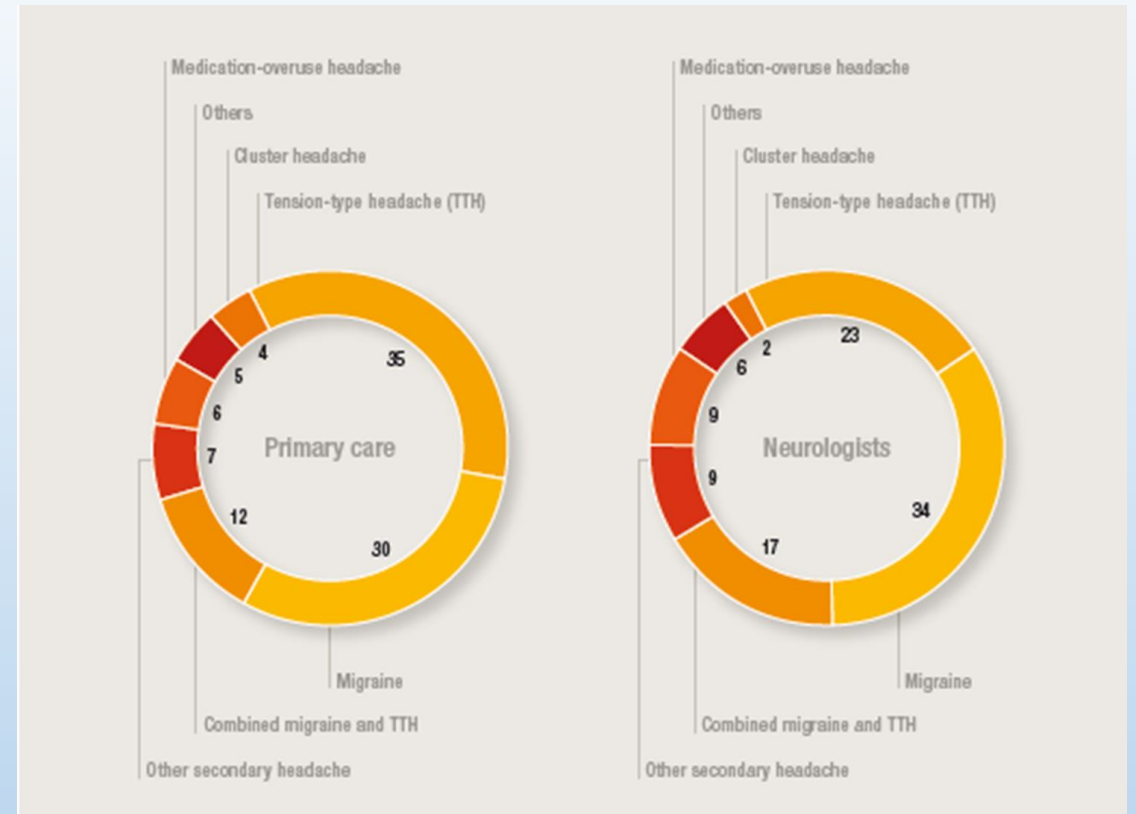 Medication-overuse headache
Others
Cluster headache
Tension-type headache (TTH)
35
4
5
6
7
12
30
Primary care
Migraine
Combined migraine and TTH
Other secondary headache
Medication-overuse headache
Others
Cluster headache
Tension-type headache (TTH)
23
2
6
9
9
17
34
Neurologists
Migraine
Combined migraine and TTH
Other secondary headache